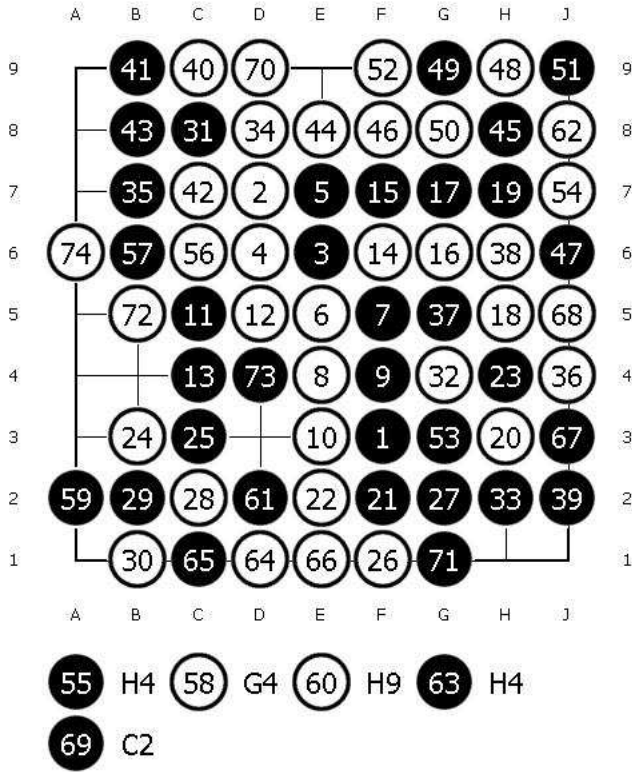 A B C D E F G H J
9 41 40 70 52 49 48 51 9
8 43 31 34 44 46 50 45 62 8
7 35 42 2 5 15 17 19 54 7
6 74 57 56 4 3 14 16 38 47 6
5 72 11 12 6 7 37 18 68 5
4 13 73 8 9 32 23 36 4
3 24 25 10 1 53 20 67 3
2 59 29 28 61 22 21 27 33 39 2
1 30 65 64 66 26 71 1
A B C D E F G H J
55 H4 58 G4 60 H9 63 H4
69 C2